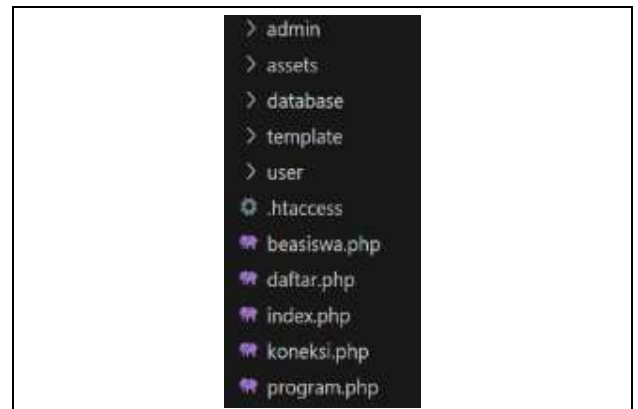 admin
assets
database
template
user
.htaccess
beasiswa.php
daftar.php
index.php
koneksi.php
program.php